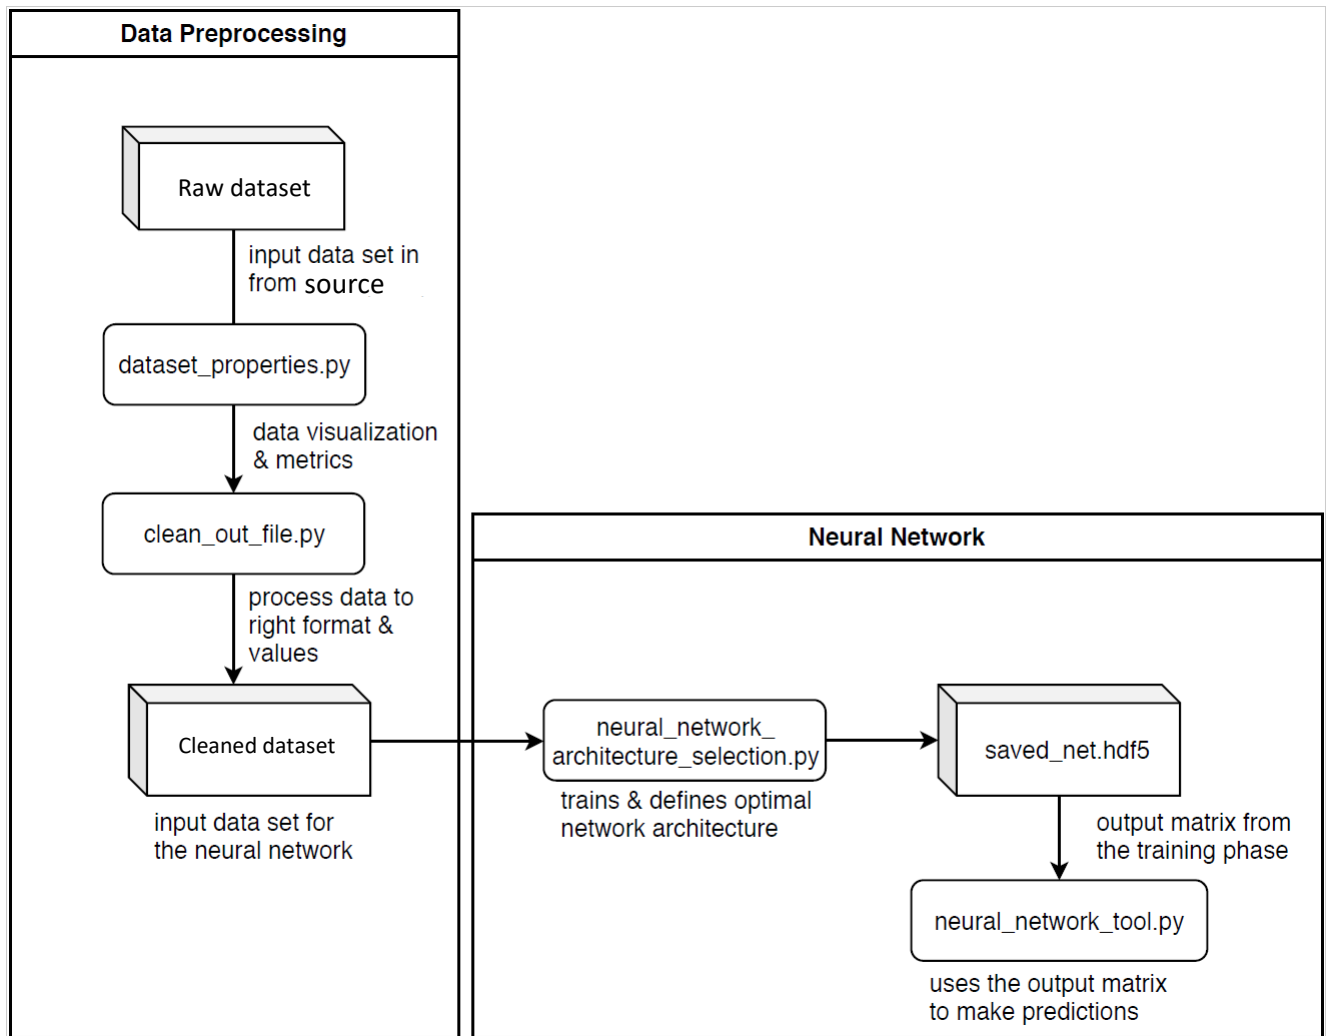 Data Preprocessing
Raw dataset
input data set in
from source
dataset_properties.py
data visualization
& metrics
clean_out_file.py
process data to
right format &
values
Cleaned dataset
input data set for
the neural network
Neural Network
neural_network_
architecture_selection.py
trains & defines optimal
network architecture
saved_net.hdf5
output matrix from
the training phase
neural_network_tool.py
uses the output matrix
to make predictions